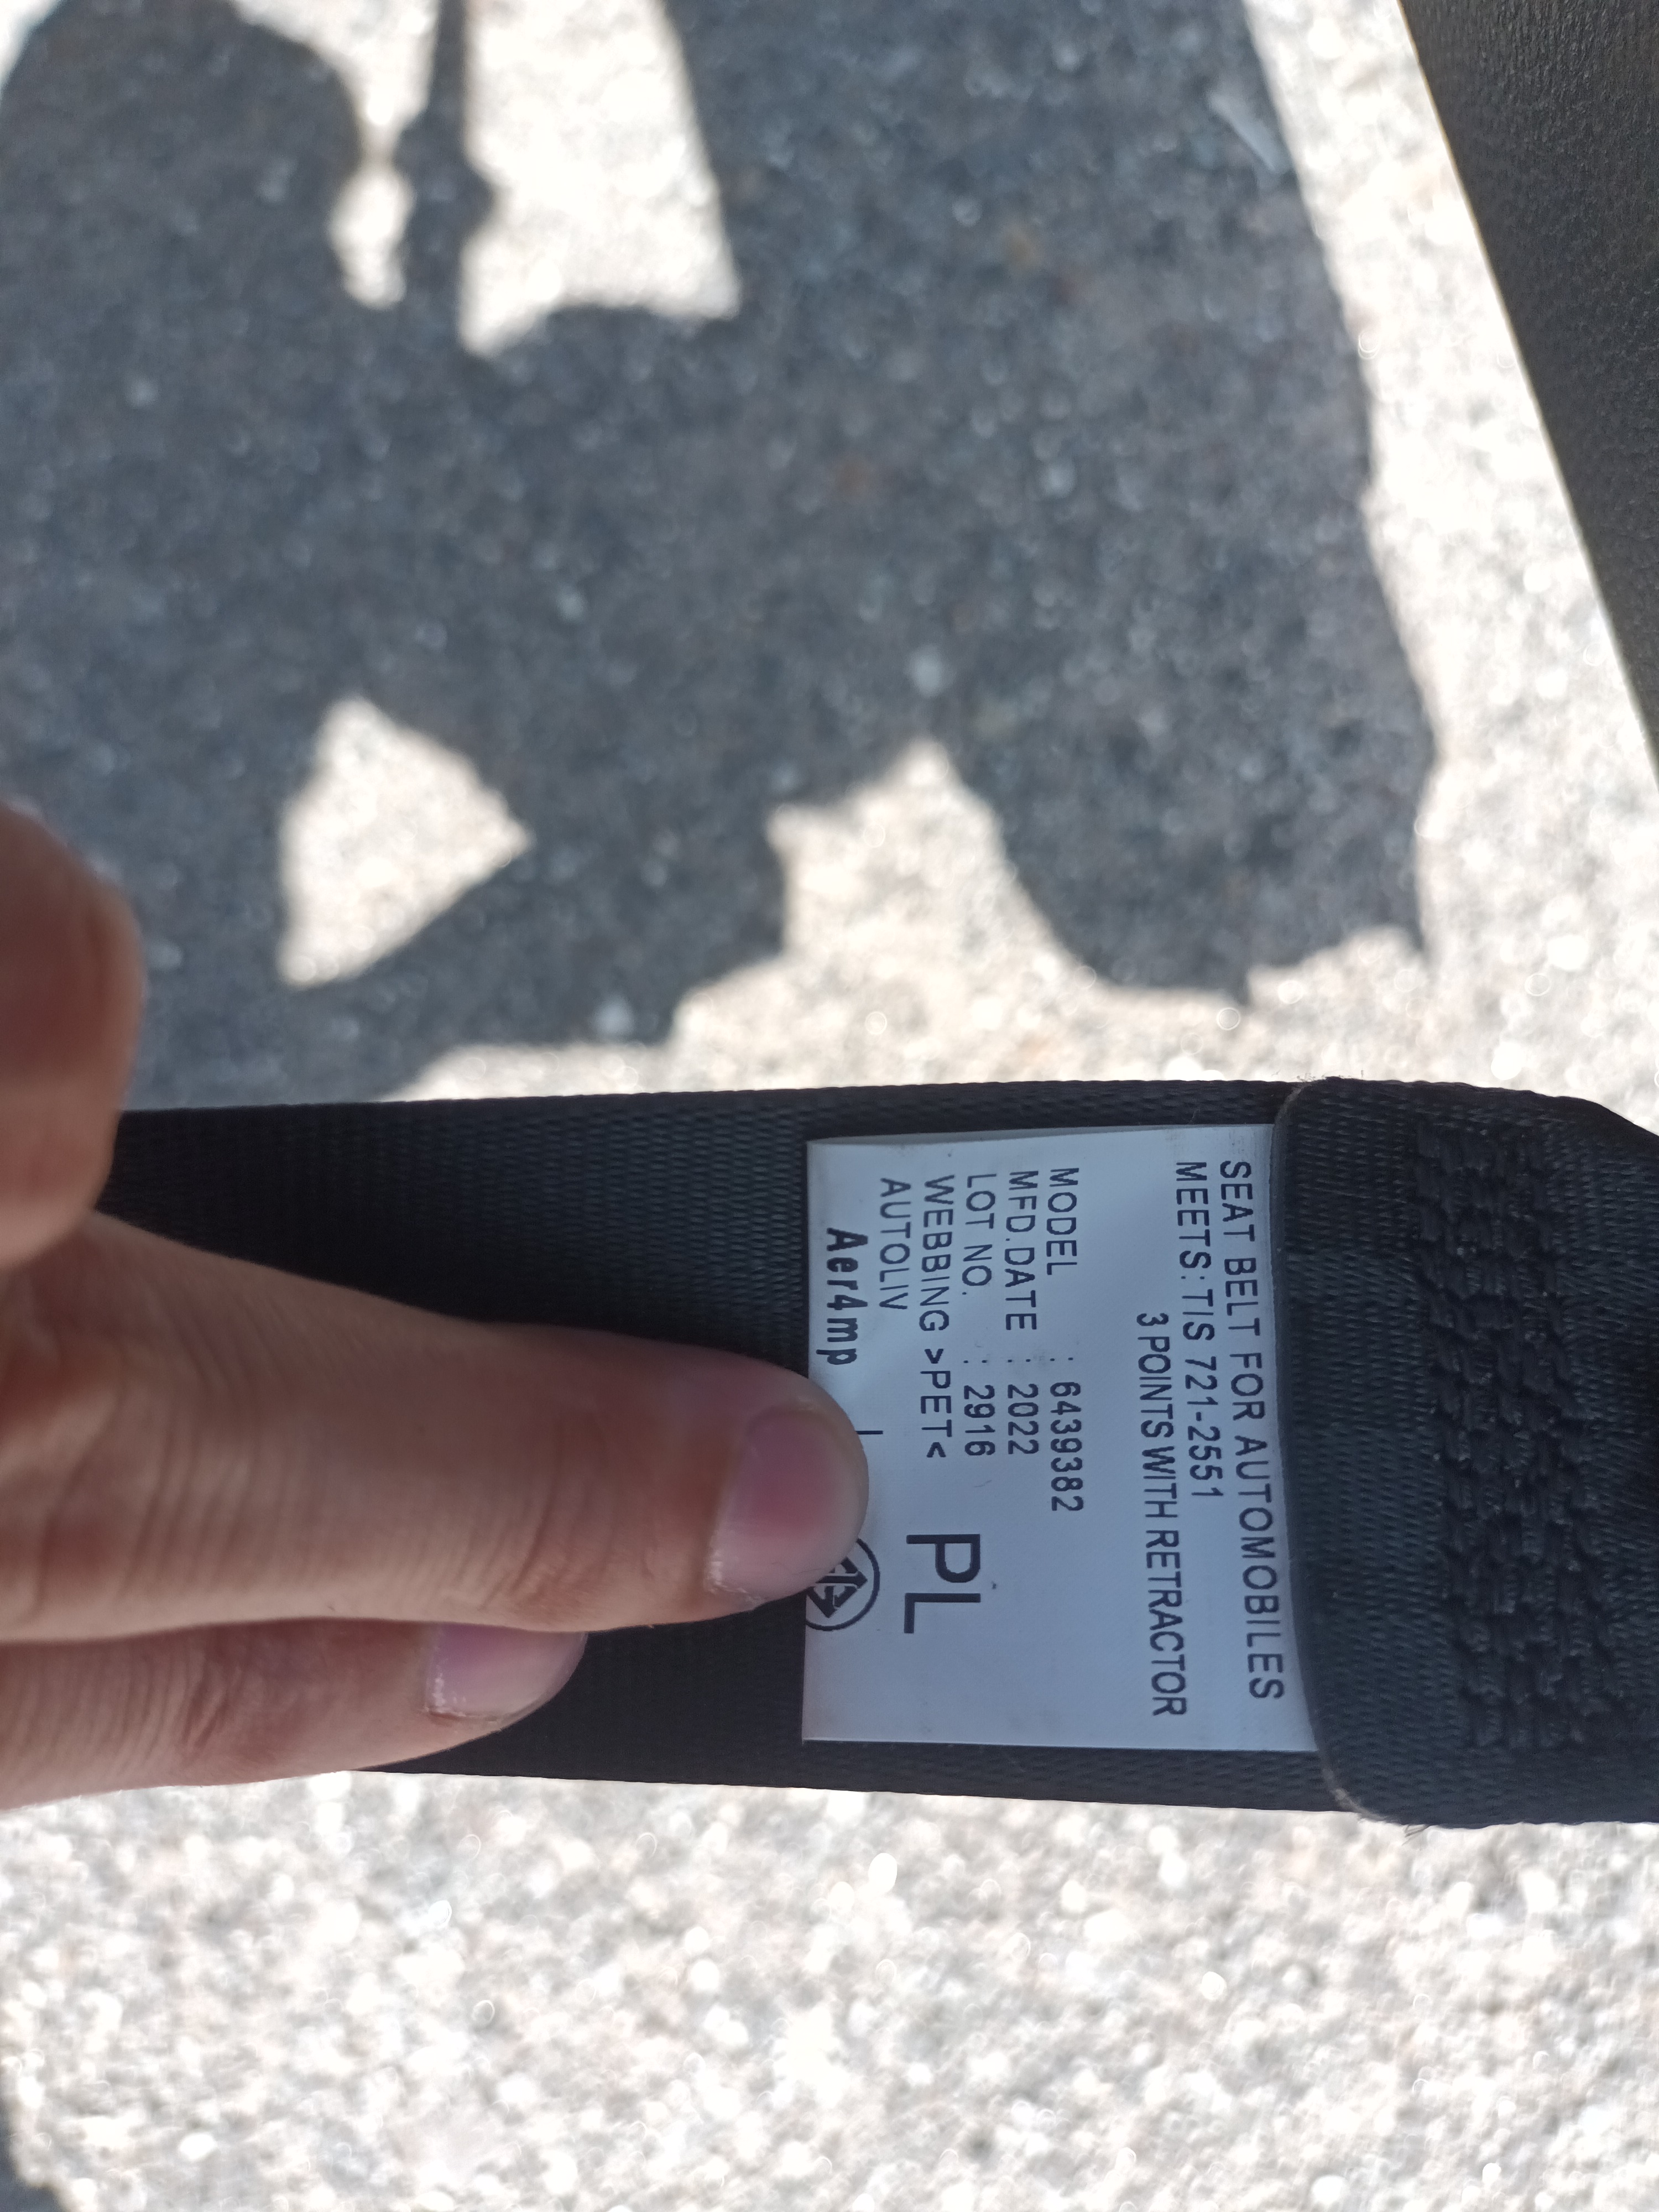 SEAT BELT FOR AUTOMOBILES
MEETS: TIS 721-2551
3 POINTS WITH RETRACTOR
MODEL : 6439382
MFD.DATE : 2022
LOT NO. : 2916
WEBBING >PET<
PL
AUTOLIV
Aer4mp